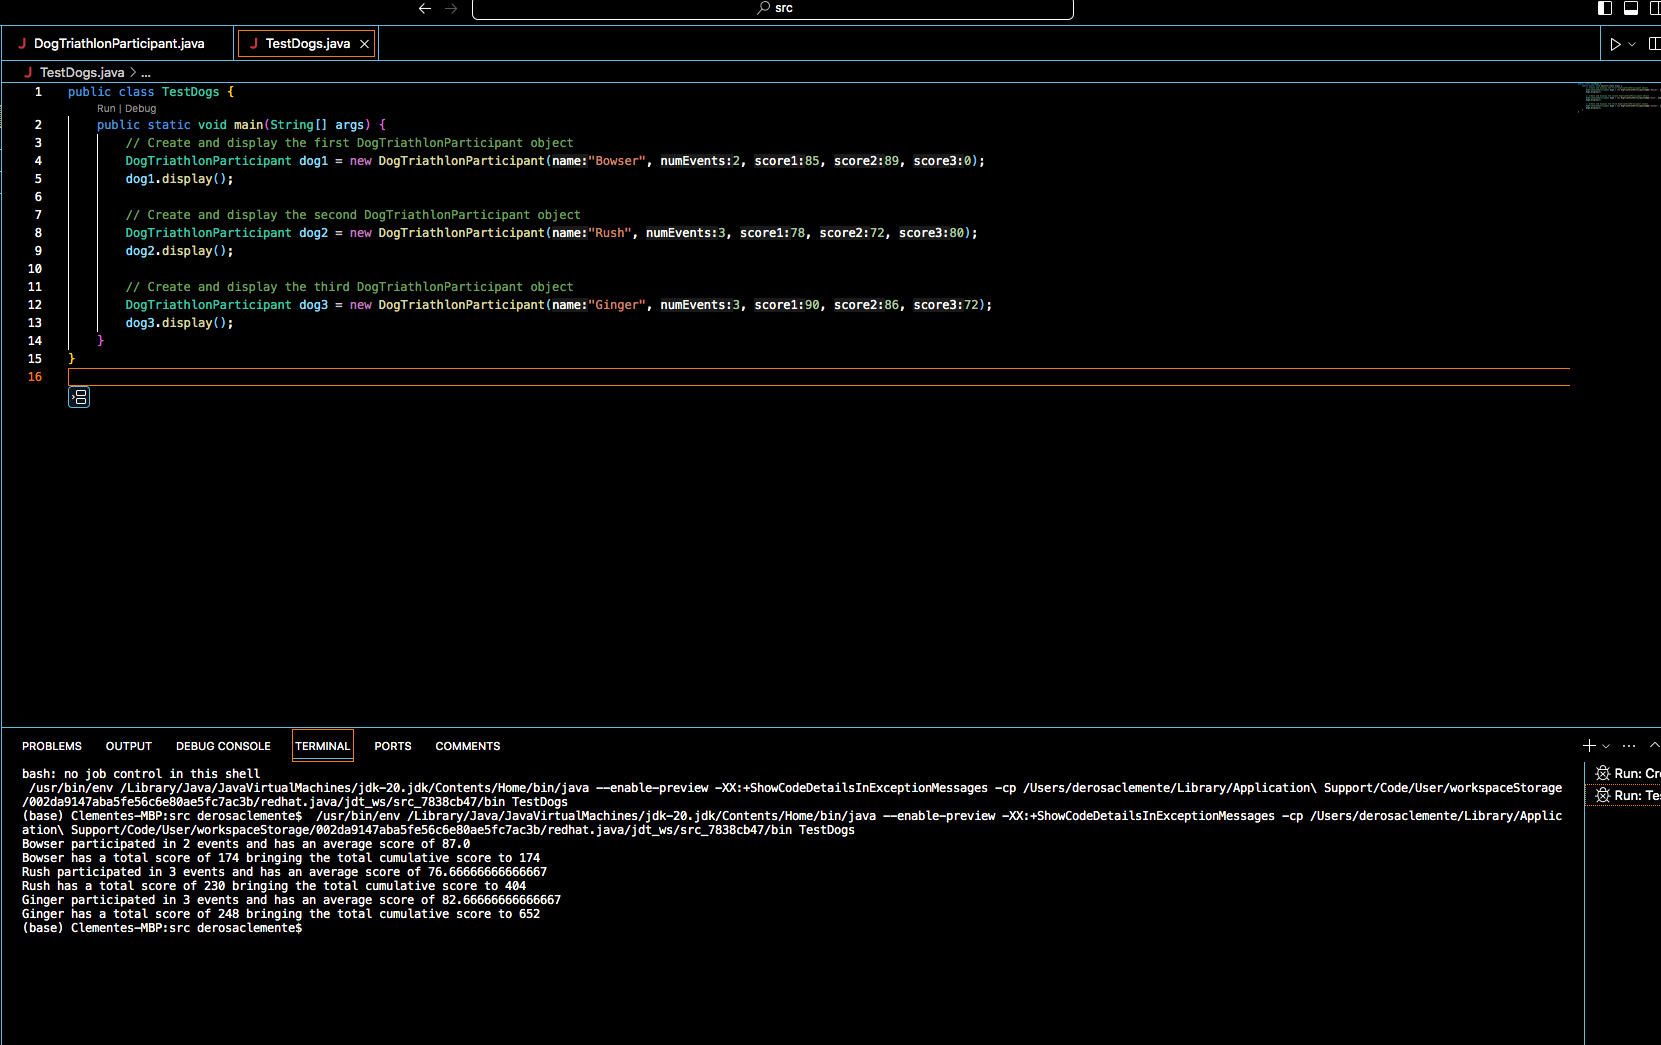 src
DogTriathlonParticipant.java
TestDogs.java
TestDogs.java > ...
1 public class TestDogs {
Run | Debug
2 public static void main(String[] args) {
3 // Create and display the first DogTriathlonParticipant object
4 DogTriathlonParticipant dog1 = new DogTriathlonParticipant(name:"Bowser", numEvents:2, score1:85, score2:89, score3:0);
5 dog1.display();
6
7 // Create and display the second DogTriathlonParticipant object
8 DogTriathlonParticipant dog2 = new DogTriathlonParticipant(name:"Rush", numEvents:3, score1:78, score2:72, score3:80);
9 dog2.display();
10
11 // Create and display the third DogTriathlonParticipant object
12 DogTriathlonParticipant dog3 = new DogTriathlonParticipant(name:"Ginger", numEvents:3, score1:90, score2:86, score3:72);
13 dog3.display();
14 }
15 }
16
PROBLEMS OUTPUT DEBUG CONSOLE TERMINAL PORTS COMMENTS
bash: no job control in this shell
/usr/bin/env /Library/Java/JavaVirtualMachines/jdk-20.jdk/Contents/Home/bin/java --enable-preview -XX:+ShowCodeDetailsInExceptionMessages -cp /Users/derosaclemente/Library/Application\ Support/Code/User/workspaceStorage
/002da9147aba5fe56c6e80ae5fc7ac3b/redhat.java/jdt_ws/src_7838cb47/bin TestDogs
(base) Clementes-MBP:src derosaclemente$  /usr/bin/env /Library/Java/JavaVirtualMachines/jdk-20.jdk/Contents/Home/bin/java --enable-preview -XX:+ShowCodeDetailsInExceptionMessages -cp /Users/derosaclemente/Library/Applic
ation\ Support/Code/User/workspaceStorage/002da9147aba5fe56c6e80ae5fc7ac3b/redhat.java/jdt_ws/src_7838cb47/bin TestDogs
Bowser participated in 2 events and has an average score of 87.0
Bowser has a total score of 174 bringing the total cumulative score to 174
Rush participated in 3 events and has an average score of 76.66666666666667
Rush has a total score of 230 bringing the total cumulative score to 404
Ginger participated in 3 events and has an average score of 82.66666666666667
Ginger has a total score of 248 bringing the total cumulative score to 652
(base) Clementes-MBP:src derosaclemente$
Run: Cr
Run: Te